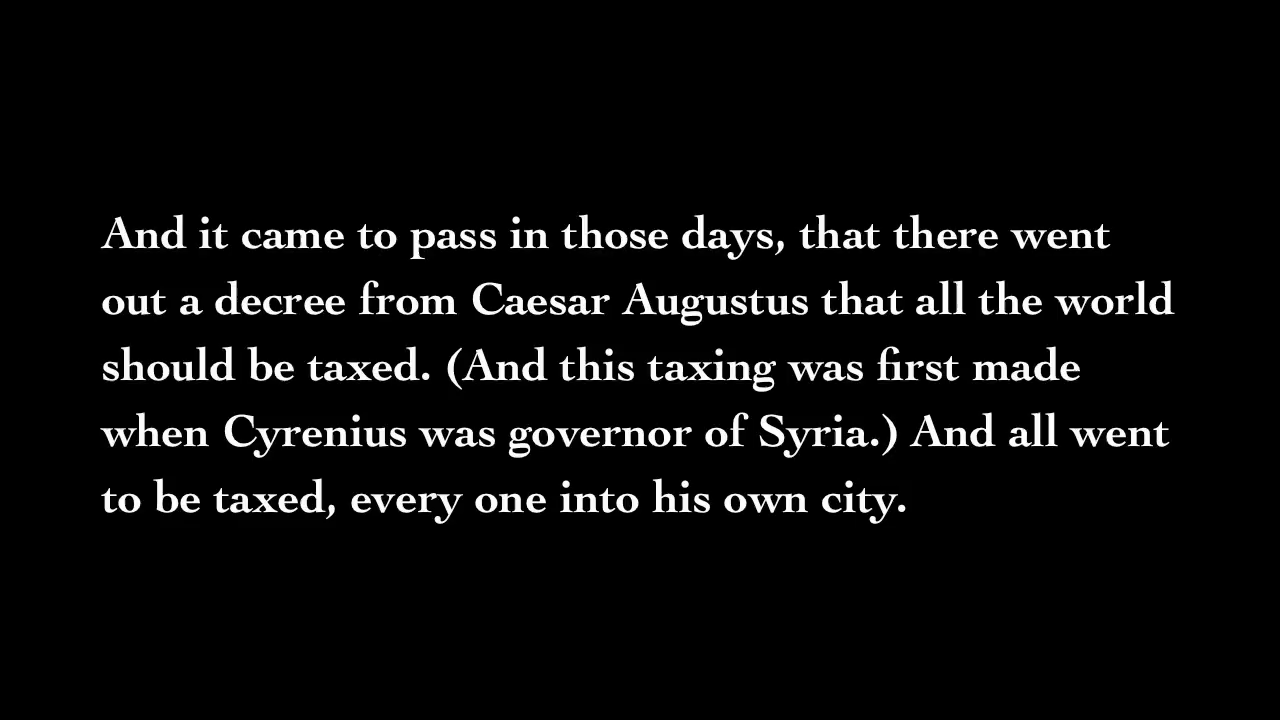 And it came to pass in those days, that there went
out a decree from Caesar Augustus that all the world
should be taxed. (And this taxing was first made
when Cyrenius was governor of Syria.) And all went
to be taxed, every one into his own city.